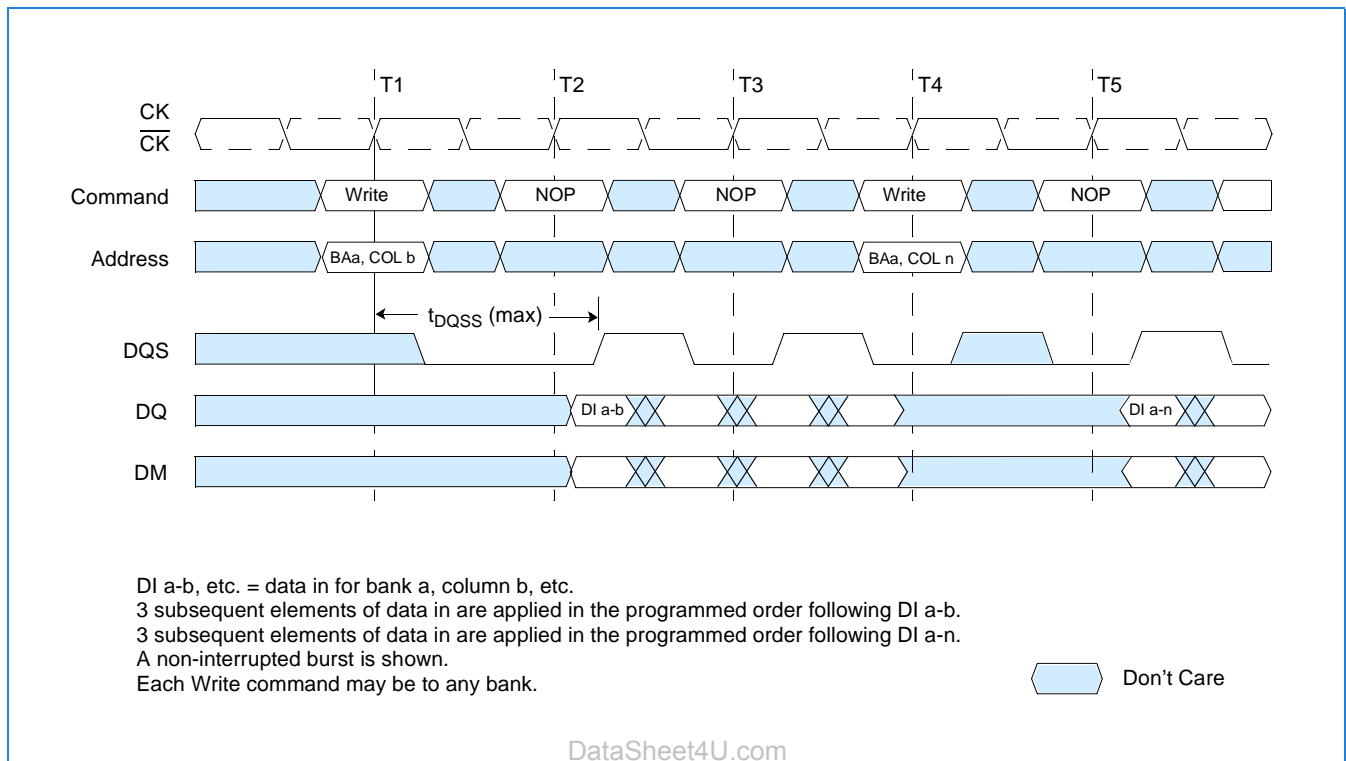 T1 T2 T3 T4 T5
CK
CK
Command Write NOP NOP Write NOP
Address BAa, COL b BAa, COL n
tDQSS (max)
DQS
DQ DI a-b DI a-n
DM
DI a-b, etc. = data in for bank a, column b, etc.
3 subsequent elements of data in are applied in the programmed order following DI a-b.
3 subsequent elements of data in are applied in the programmed order following DI a-n.
A non-interrupted burst is shown.
Each Write command may be to any bank.
Don't Care
DataSheet4U.com